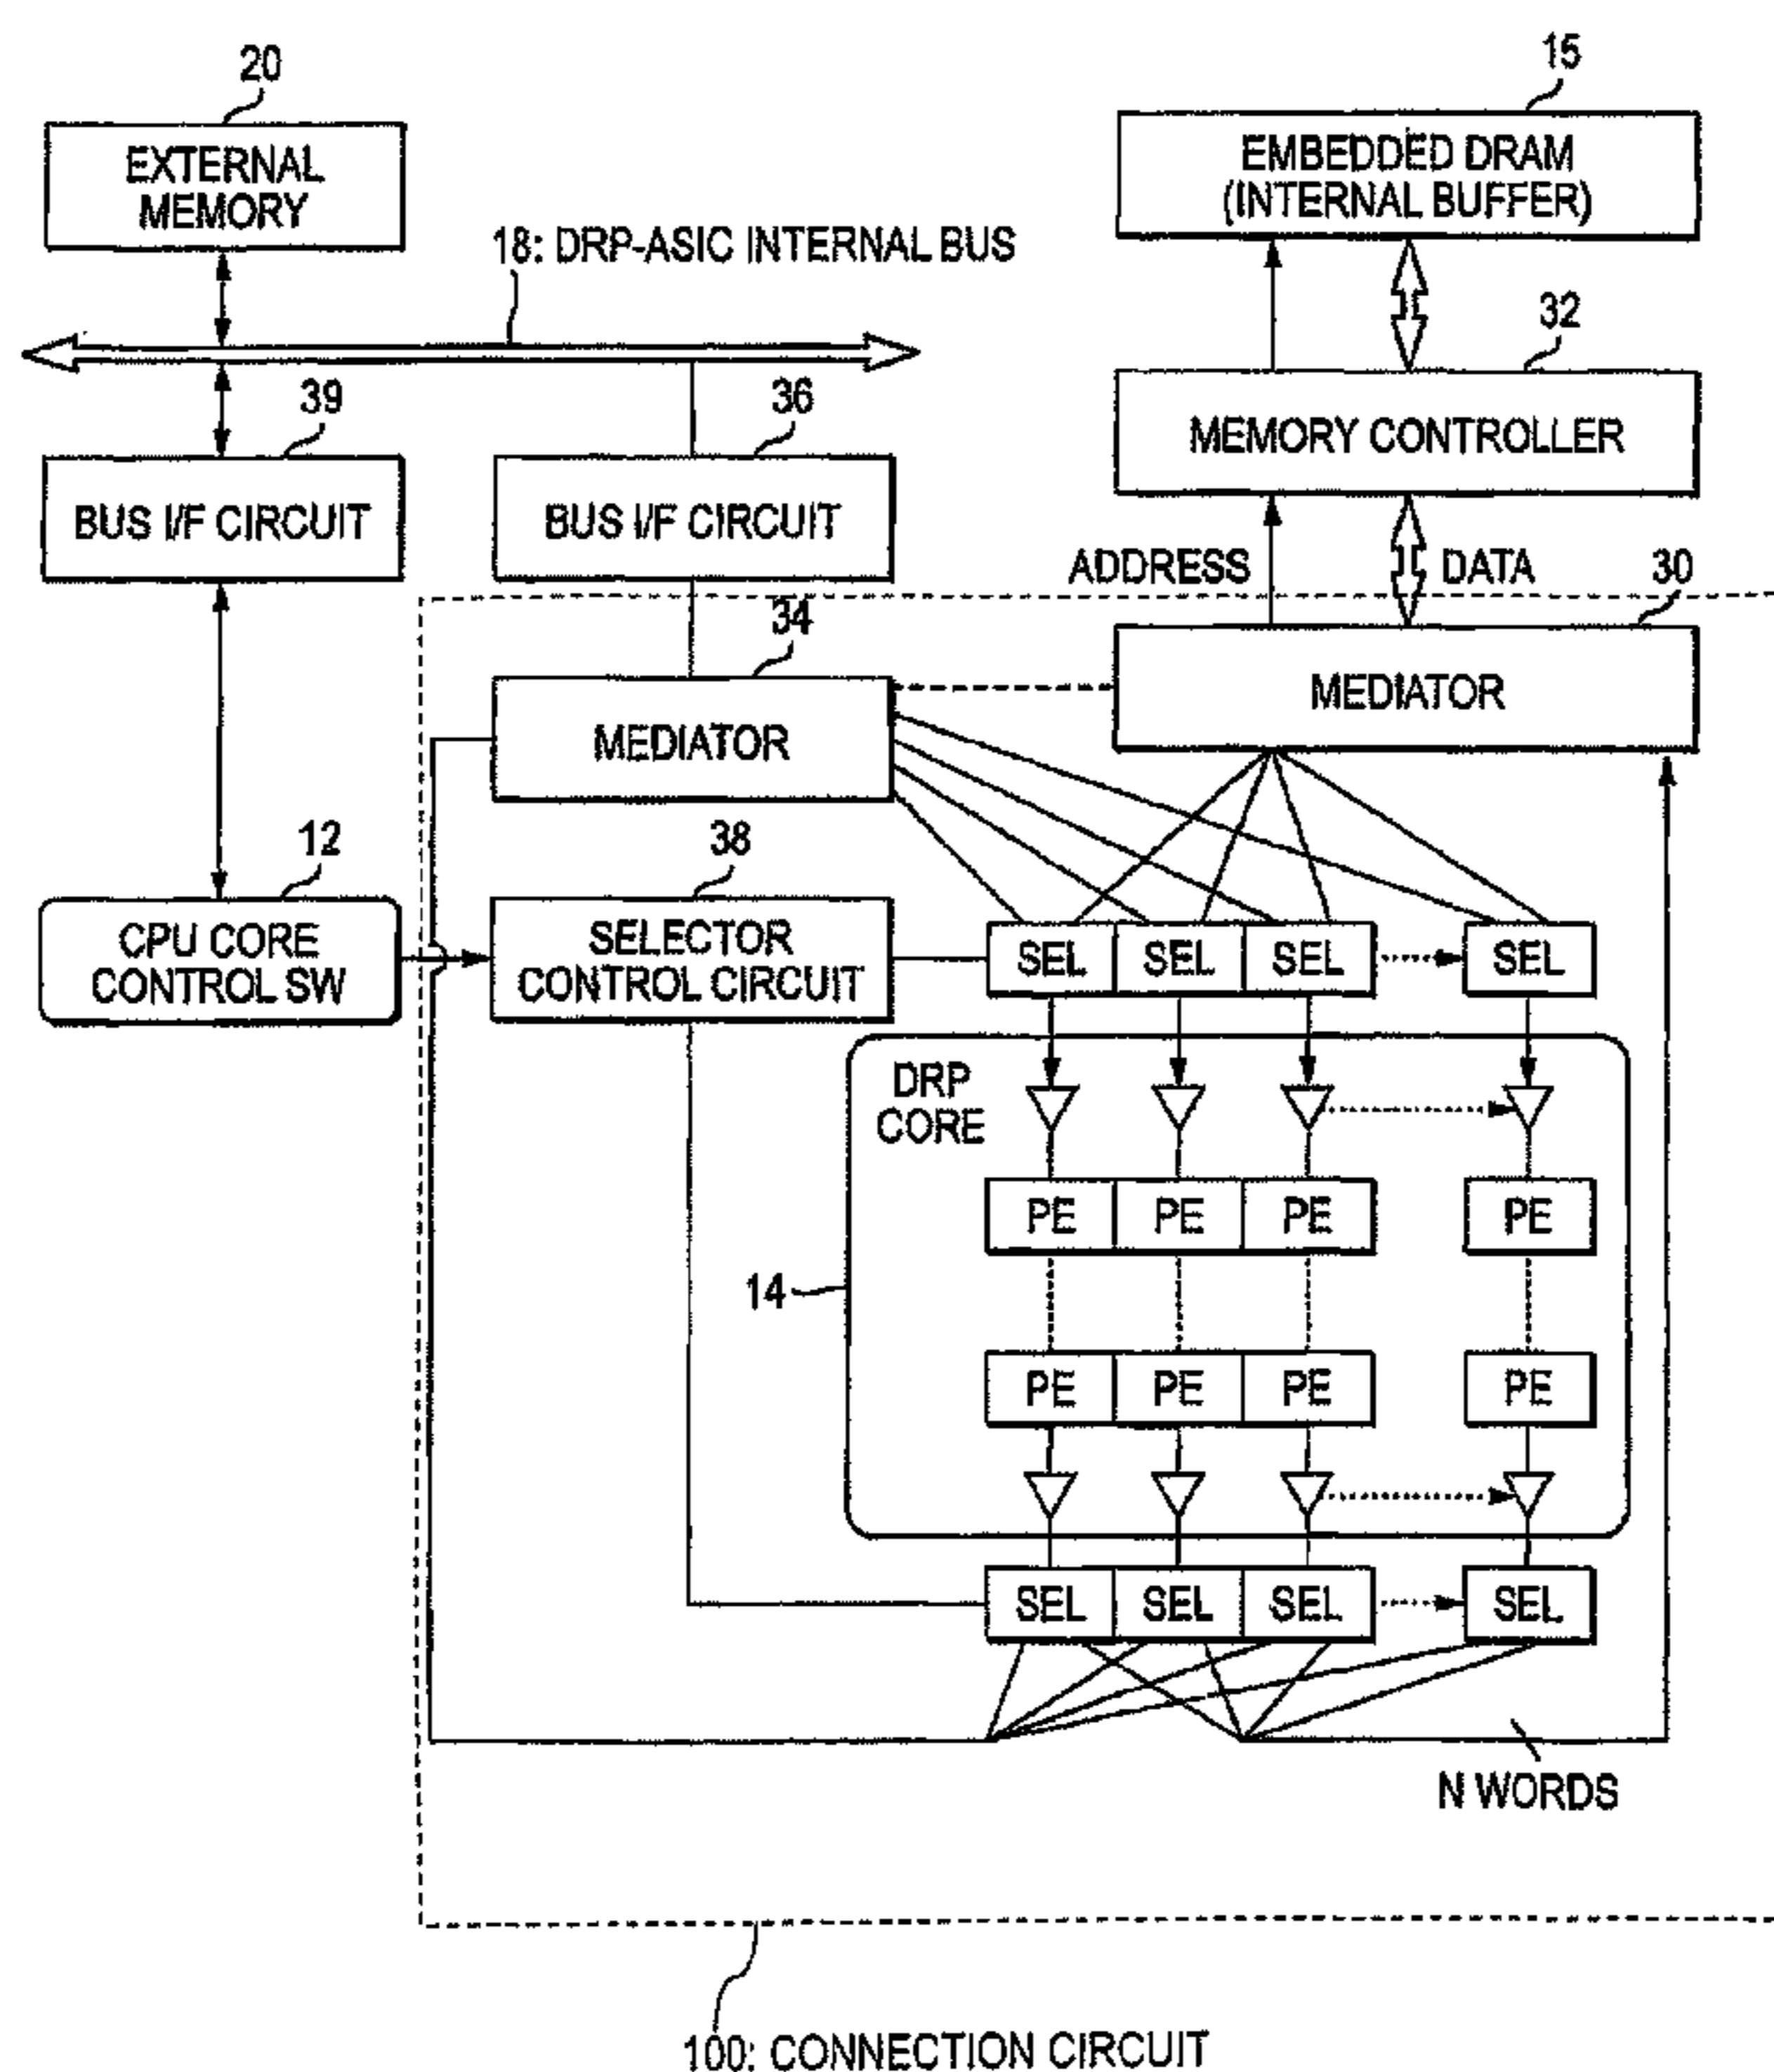 20
15
EXTERNAL
MEMORY
EMBEDDED DRAM
(INTERNAL BUFFER)
18: DRP-ASIC INTERNAL BUS
32
39
36
MEMORY CONTROLLER
BUS I/F CIRCUIT
BUS I/F CIRCUIT
ADDRESS
DATA
30
34
MEDIATOR
MEDIATOR
12
38
CPU CORE
CONTROL SW
SELECTOR
CONTROL CIRCUIT
SEL SEL SEL SEL
DRP
CORE
PE PE PE PE
14
PE PE PE PE
SEL SEL SEL SEL
N WORDS
100: CONNECTION CIRCUIT